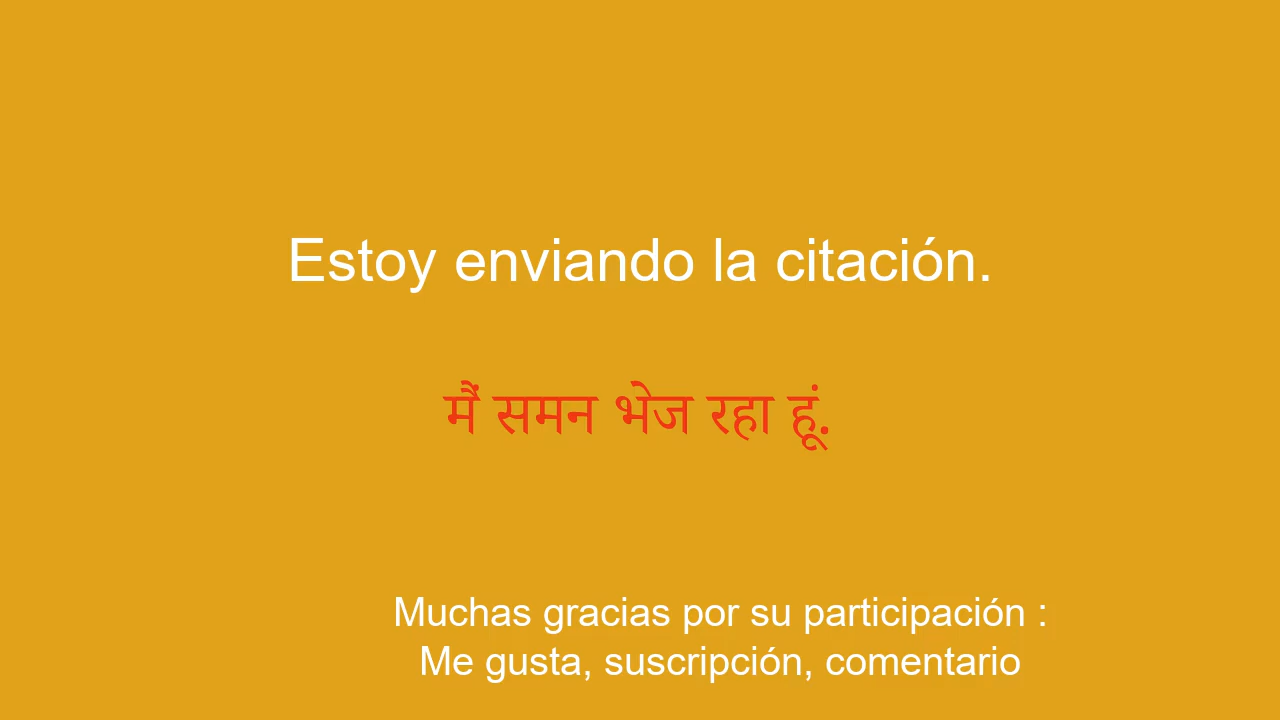 Estoy enviando la citación.
मैं समन भेज रहा हूं.
Muchas gracias por su participación :
Me gusta, suscripción, comentario